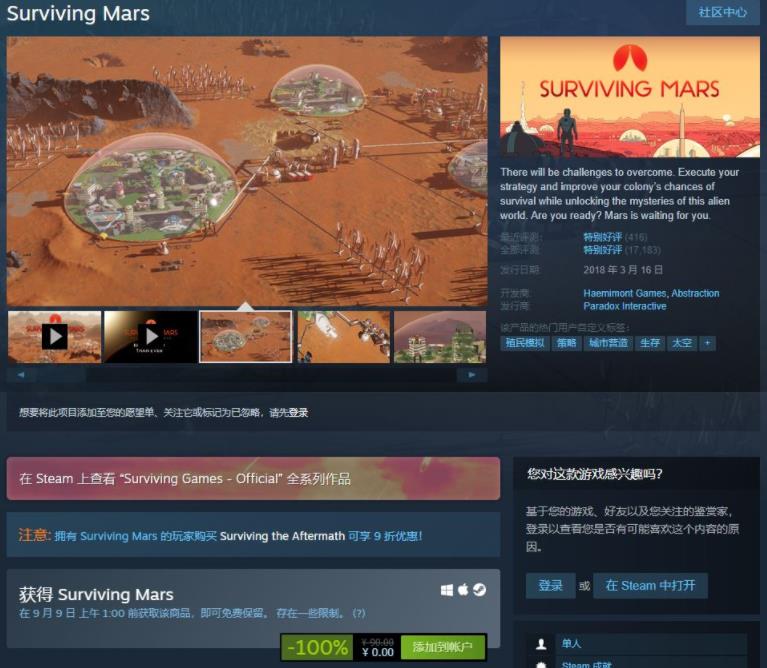 Surviving Mars
社区中心
SURVIVING MARS
There will be challenges to overcome. Execute your
strategy and improve your colony's chances of
survival while unlocking the mysteries of this alien
world. Are you ready? Mars is waiting for you.
最近评测: 特别好评 (416)
全部评测: 特别好评 (17,183)
发行日期: 2018 年 3 月 16 日
开发商: Haemimont Games, Abstraction
发行商: Paradox Interactive
该产品的热门用户自定义标签:
殖民模拟 策略 城市营造 生存 太空 +
想要将此项目添加至您的愿望单、关注它或标记为已忽略，请先登录
在 Steam 上查看 “Surviving Games - Official” 全系列作品
注意: 拥有 Surviving Mars 的玩家购买 Surviving the Aftermath 可享 9 折优惠!
获得 Surviving Mars
在 9 月 9 日 上午 1:00 前获取该商品，即可免费保留。 存在一些限制。 (?)
-100% ¥ 90.00 ¥ 0.00 添加到帐户
您对这款游戏感兴趣吗?
基于您的游戏、好友以及您关注的鉴赏家，
登录以查看您是否有可能喜欢这个内容的原
因。
登录 或 在 Steam 中打开
单人
Steam 成就